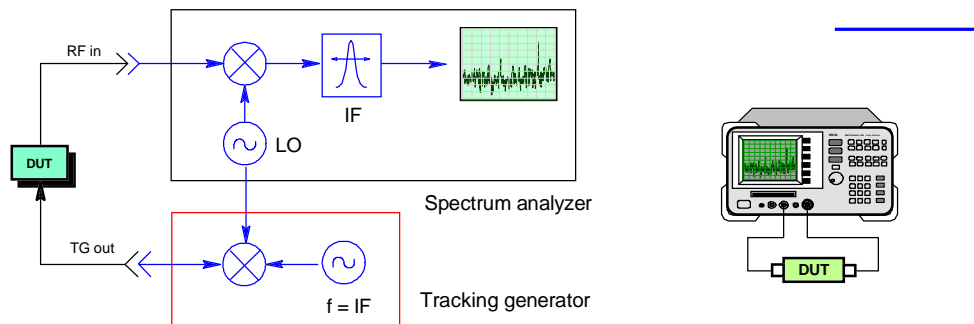 RF in
IF
LO
DUT
Spectrum analyzer
TG out
f = IF
Tracking generator
DUT